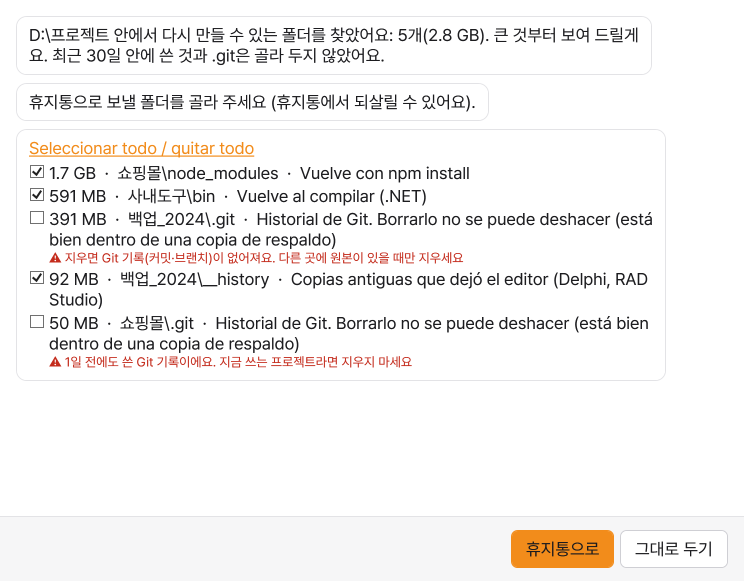 D:\프로젝트 안에서 다시 만들 수 있는 폴더를 찾았어요: 5개(2.8 GB). 큰 것부터 보여 드릴게
요. 최근 30일 안에 쓴 것과 .git은 골라 두지 않았어요.
휴지통으로 보낼 폴더를 골라 주세요 (휴지통에서 되살릴 수 있어요).
Seleccionar todo / quitar todo
1.7 GB · 쇼핑몰\node_modules · Vuelve con npm install
591 MB · 사내도구\bin · Vuelve al compilar (.NET)
391 MB · 백업_2024\.git · Historial de Git. Borrarlo no se puede deshacer (está
bien dentro de una copia de respaldo)
⚠ 지우면 Git 기록(커밋·브랜치)이 없어져요. 다른 곳에 원본이 있을 때만 지우세요
92 MB · 백업_2024\__history · Copias antiguas que dejó el editor (Delphi, RAD
Studio)
50 MB · 쇼핑몰\.git · Historial de Git. Borrarlo no se puede deshacer (está bien
dentro de una copia de respaldo)
⚠ 1일 전에도 쓴 Git 기록이에요. 지금 쓰는 프로젝트라면 지우지 마세요
휴지통으로
그대로 두기